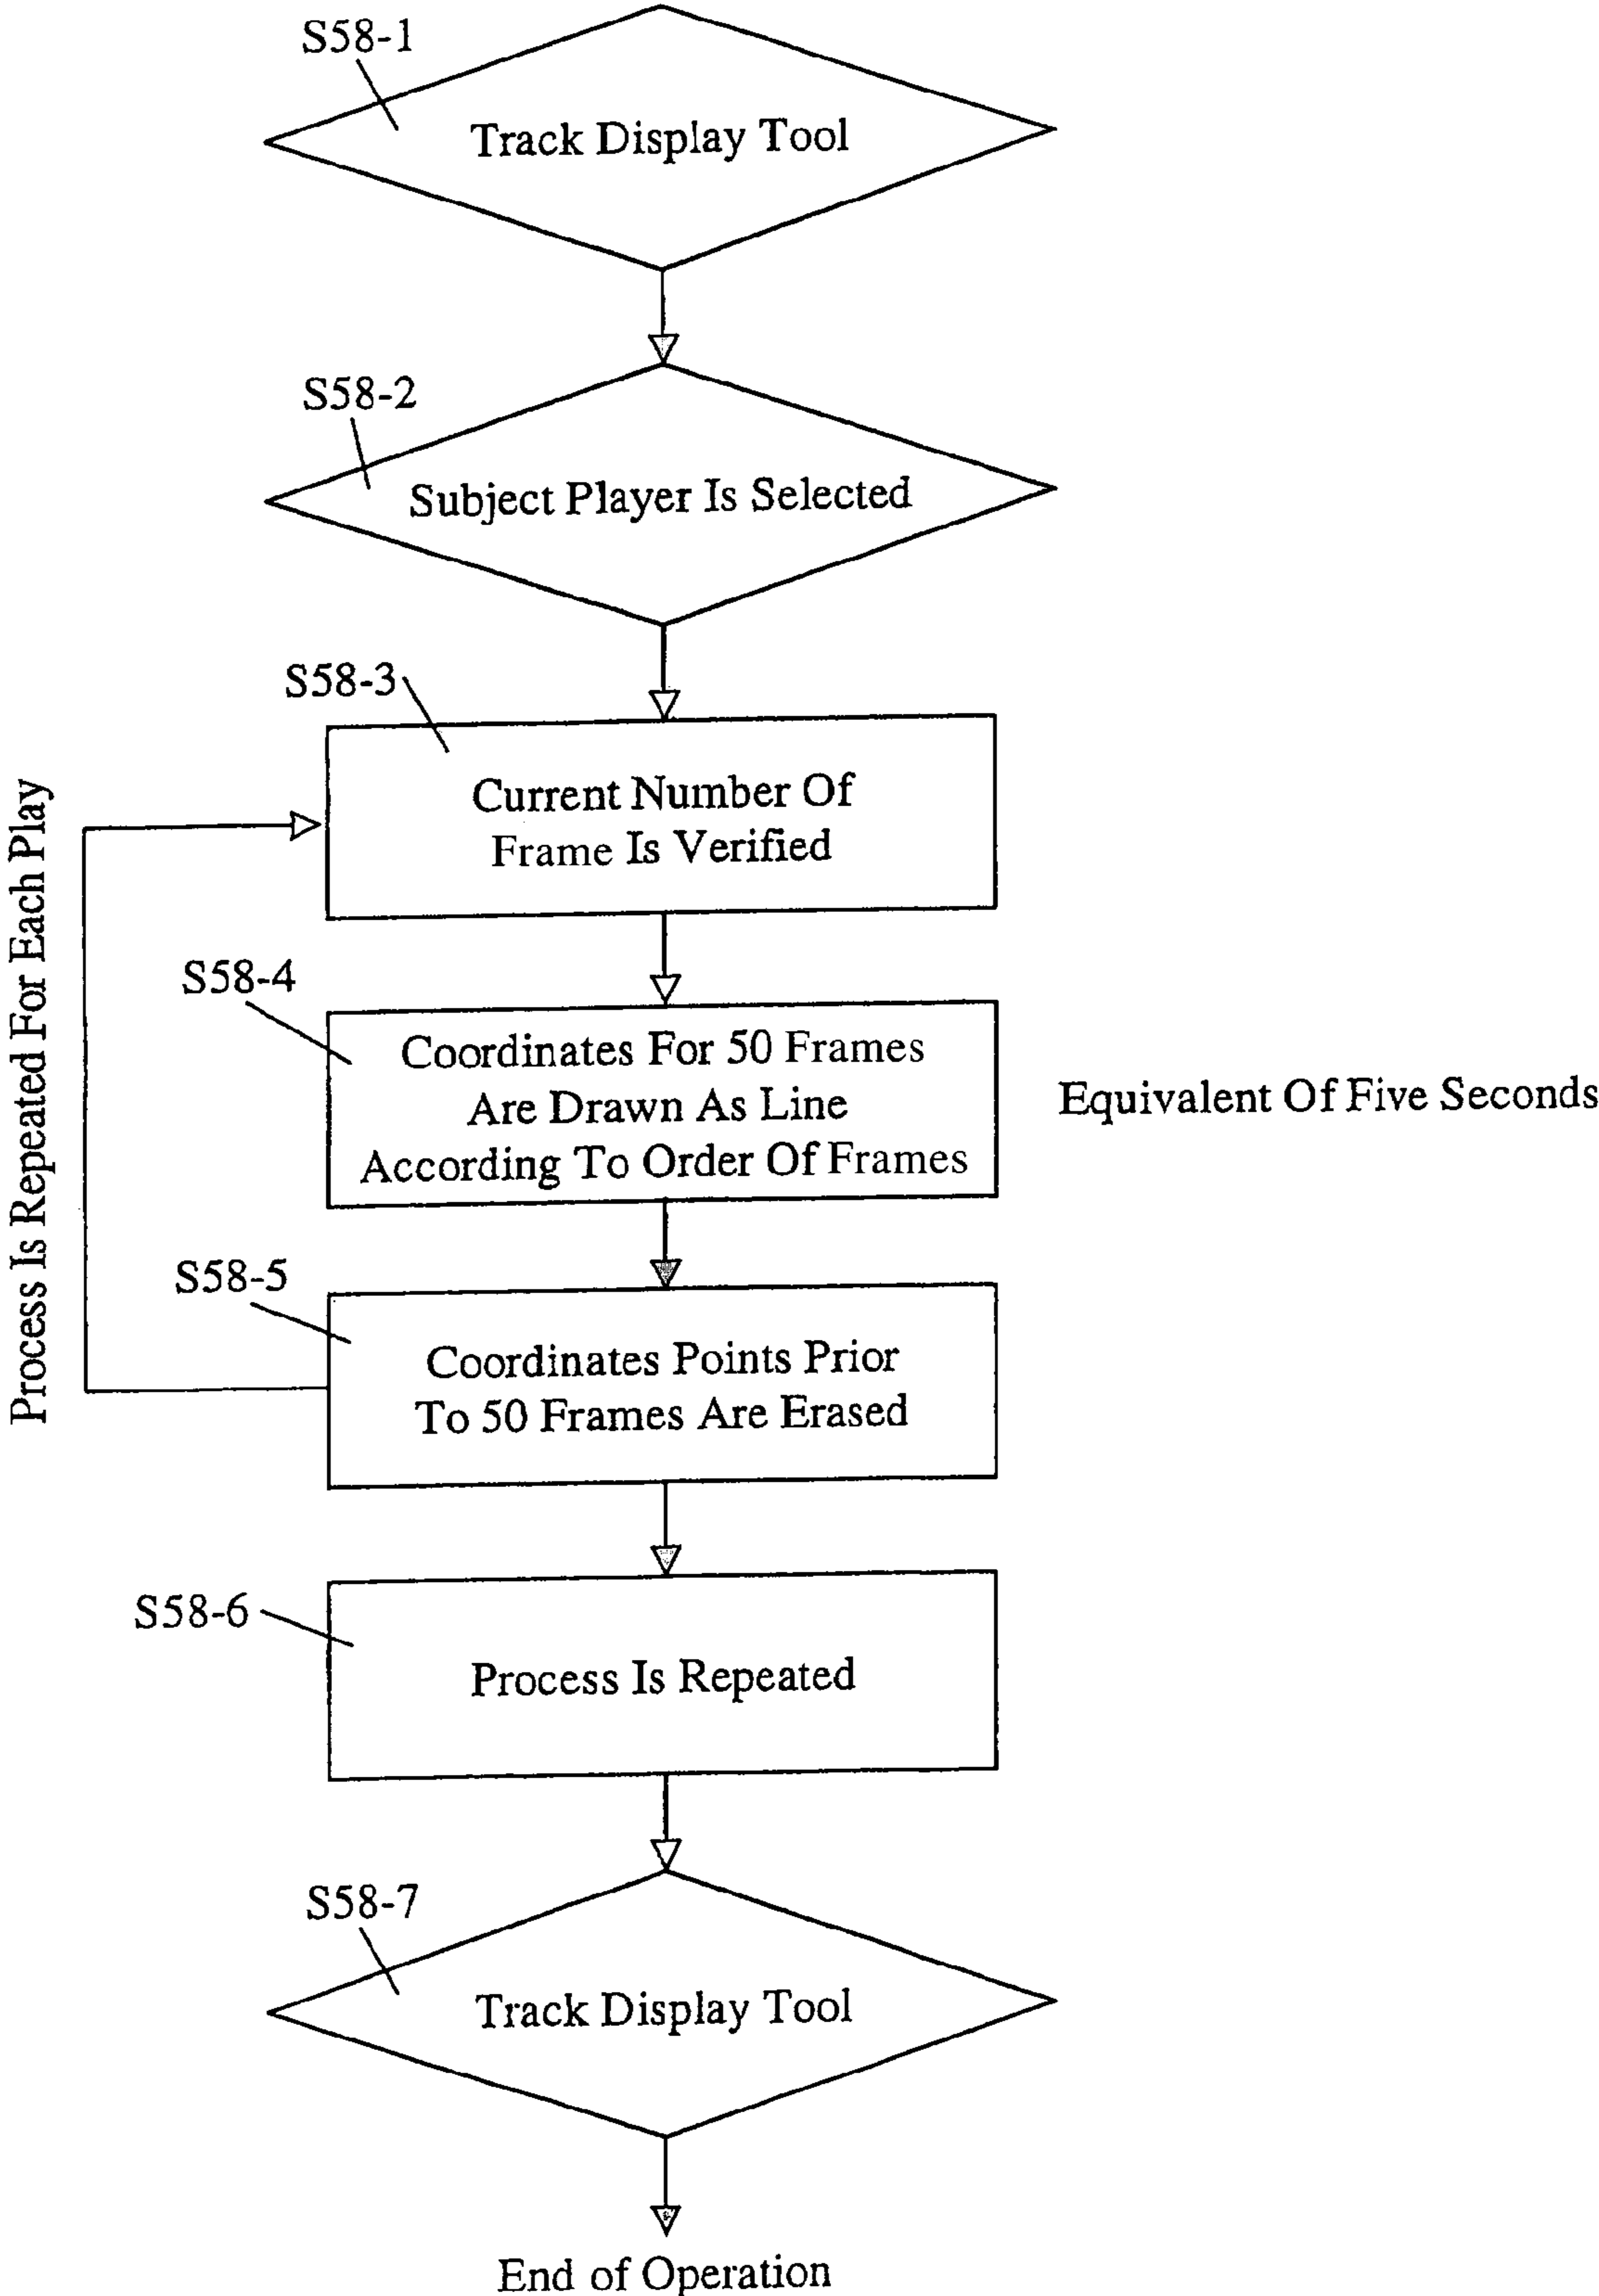 S58-1
Track Display Tool
S58-2
Subject Player Is Selected
S58-3
Current Number Of
Frame Is Verified
Process Is Repeated For Each Play
S58-4
Coordinates For 50 Frames
Are Drawn As Line
According To Order Of Frames
Equivalent Of Five Seconds
S58-5
Coordinates Points Prior
To 50 Frames Are Erased
S58-6
Process Is Repeated
S58-7
Track Display Tool
End of Operation